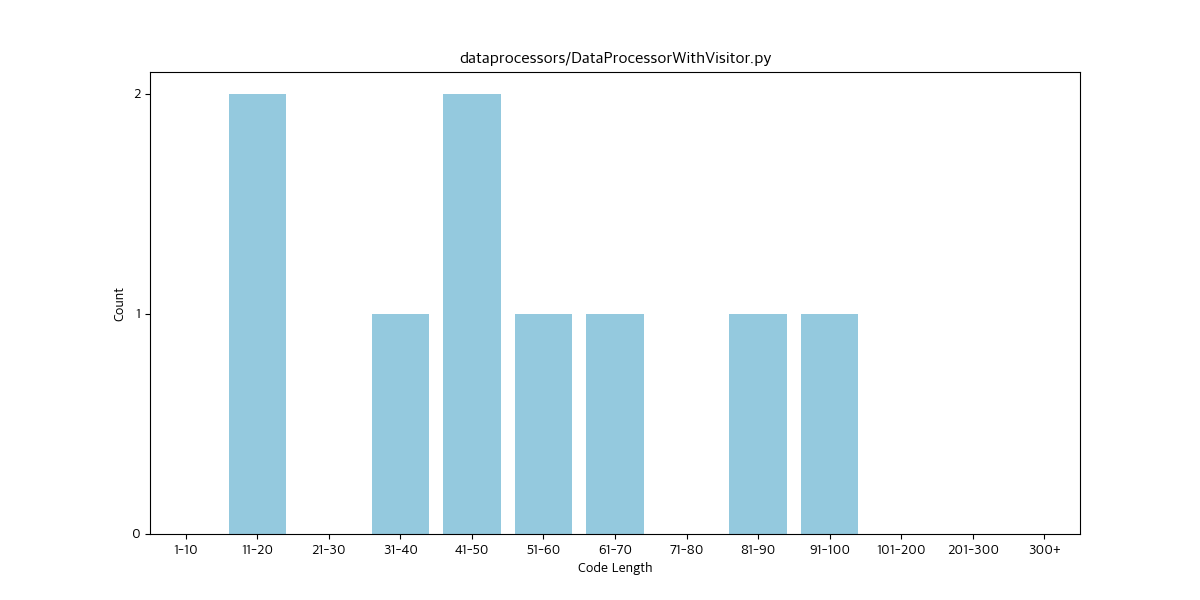 dataprocessors/DataProcessorWithVisitor.py
2
1
0
Count
1-10 11-20 21-30 31-40 41-50 51-60 61-70 71-80 81-90 91-100 101-200 201-300 300+
Code Length